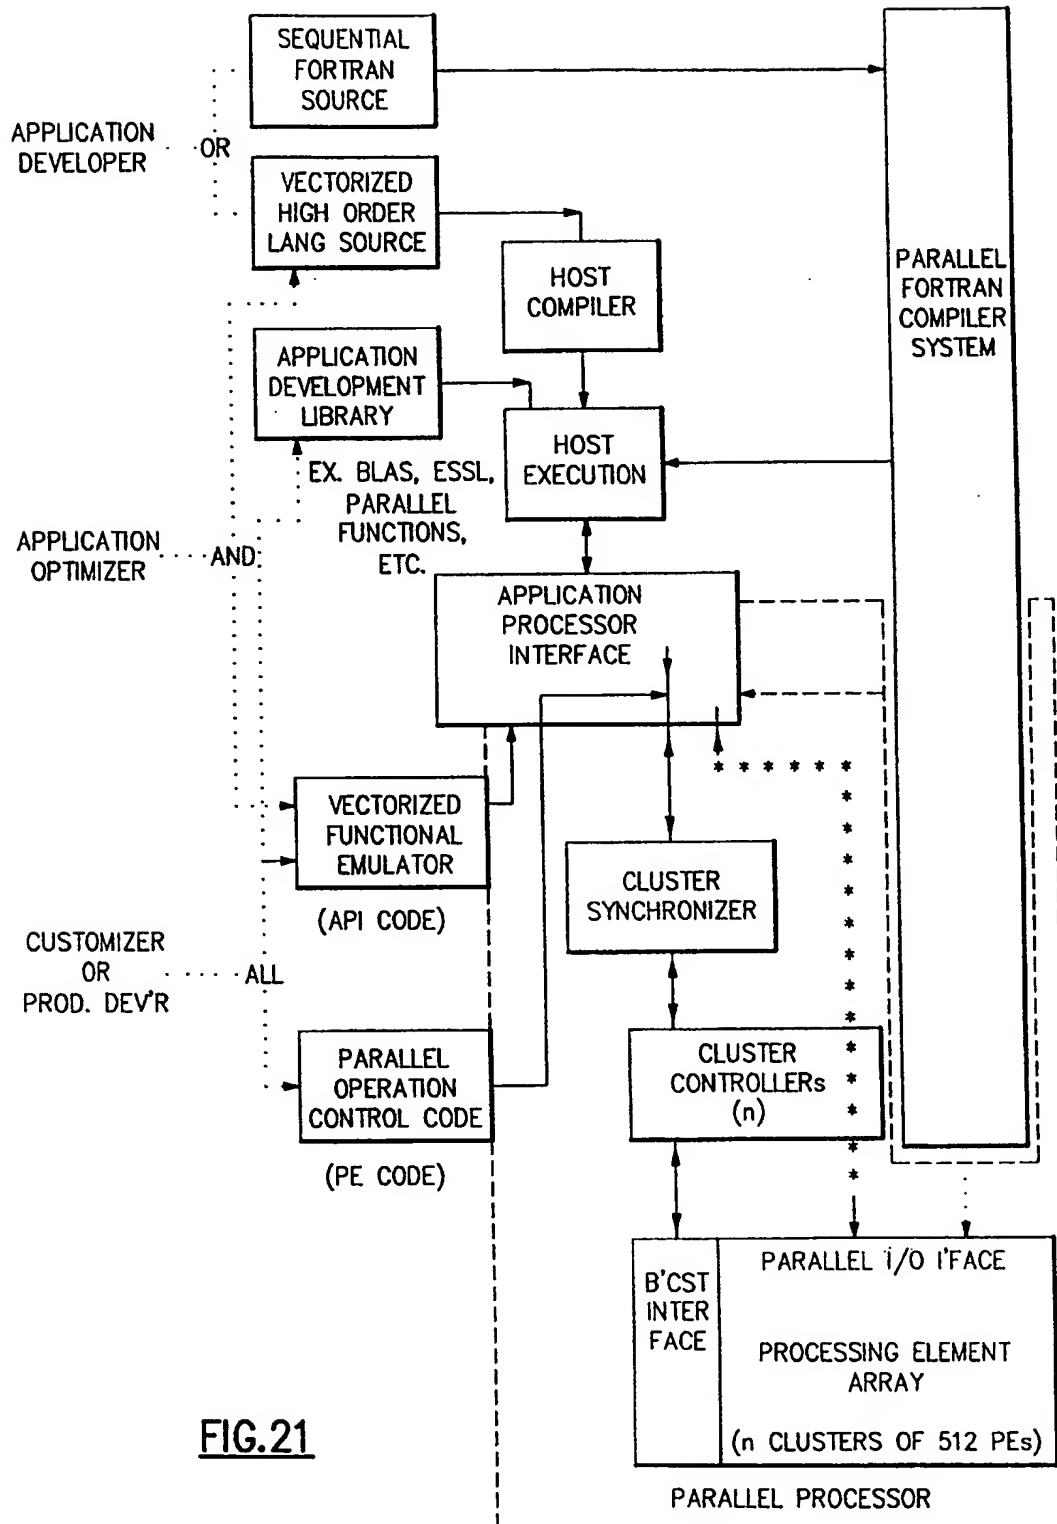 SEQUENTIAL
FORTRAN
SOURCE
APPLICATION
DEVELOPER
OR
VECTORIZED
HIGH ORDER
LANG SOURCE
HOST
COMPILER
PARALLEL
FORTRAN
COMPILER
SYSTEM
APPLICATION
DEVELOPMENT
LIBRARY
HOST
EXECUTION
EX. BLAS, ESSL,
PARALLEL
FUNCTIONS,
ETC.
APPLICATION
OPTIMIZER
AND
APPLICATION
PROCESSOR
INTERFACE
VECTORIZED
FUNCTIONAL
EMULATOR
(API CODE)
CLUSTER
SYNCHRONIZER
CUSTOMIZER
OR
PROD. DEV'R
ALL
PARALLEL
OPERATION
CONTROL CODE
(PE CODE)
CLUSTER
CONTROLLERs
(n)
B'CST
INTER
FACE
PARALLEL I/O I'FACE
PROCESSING ELEMENT
ARRAY
(n CLUSTERS OF 512 PEs)
PARALLEL PROCESSOR
FIG.21